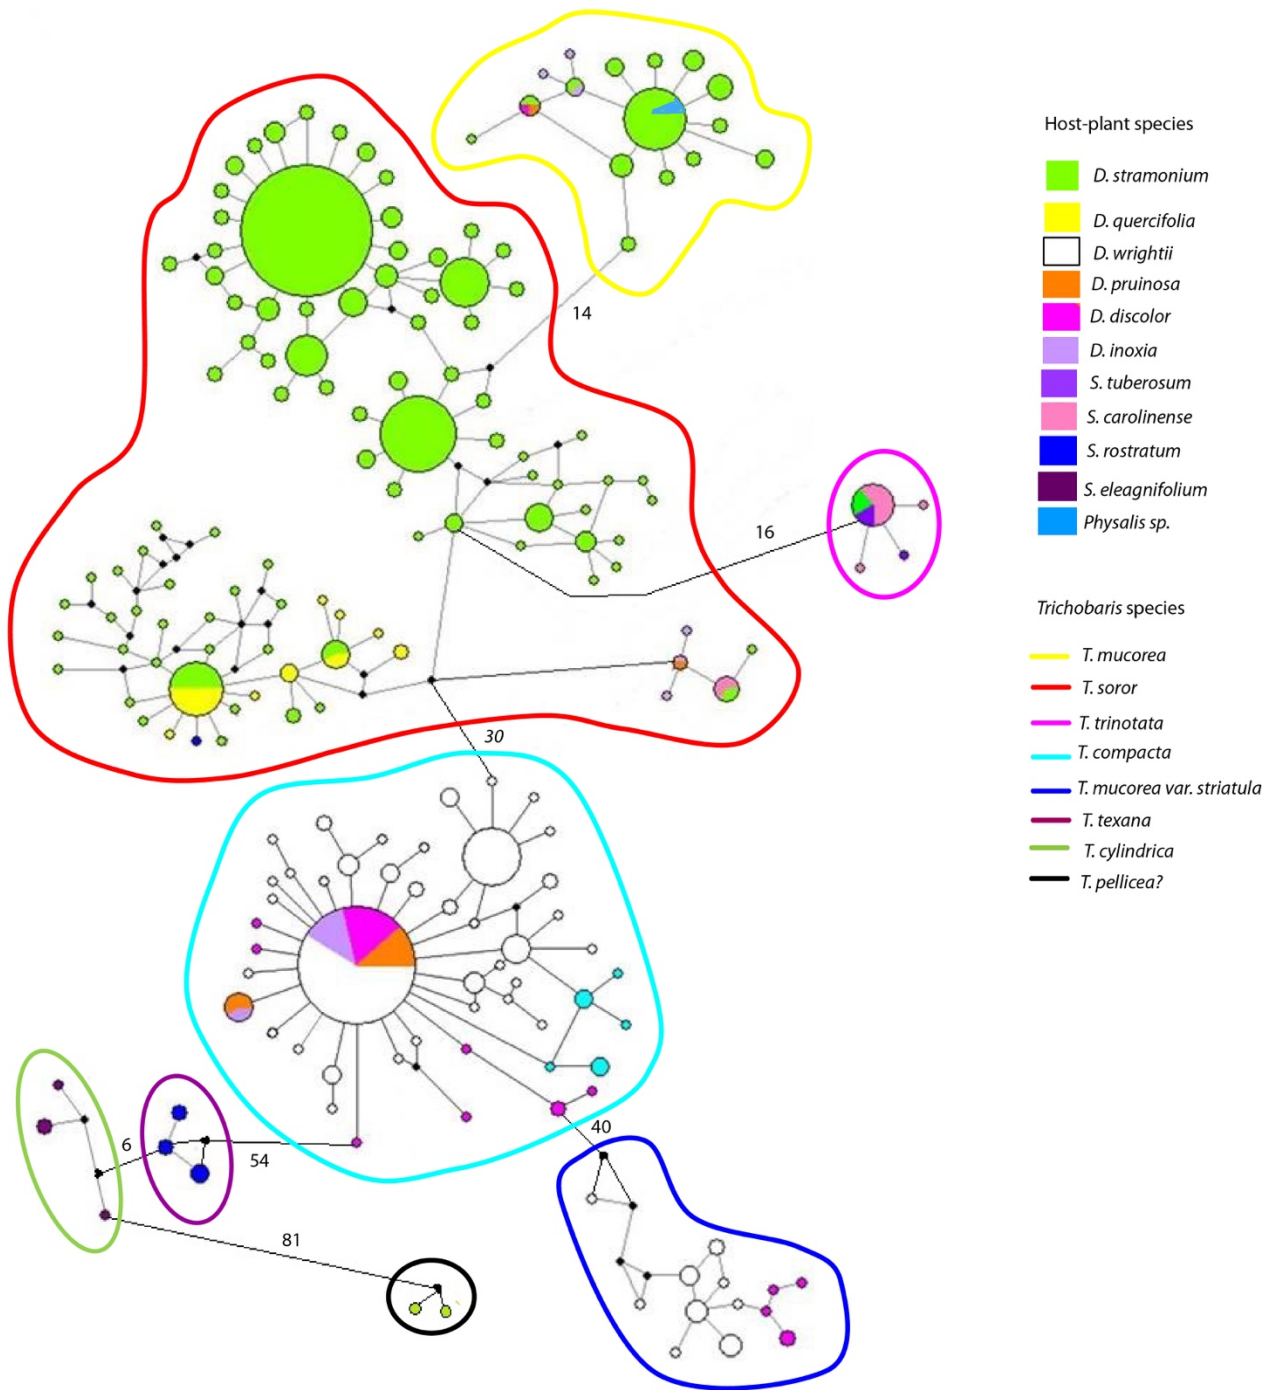 Host-plant species
D. stramonium
D. quercifolia
D. wrightii
D. pruinosa
D. discolor
D. inoxia
S. tuberosum
S. carolinense
S. rostratum
S. eleagnifolium
Physalis sp.
Trichobaris species
T. mucorea
T. soror
T. trinotata
T. compacta
T. mucorea var. striatula
T. texana
T. cylindrica
T. pellicea?
14
16
30
40
6
54
81